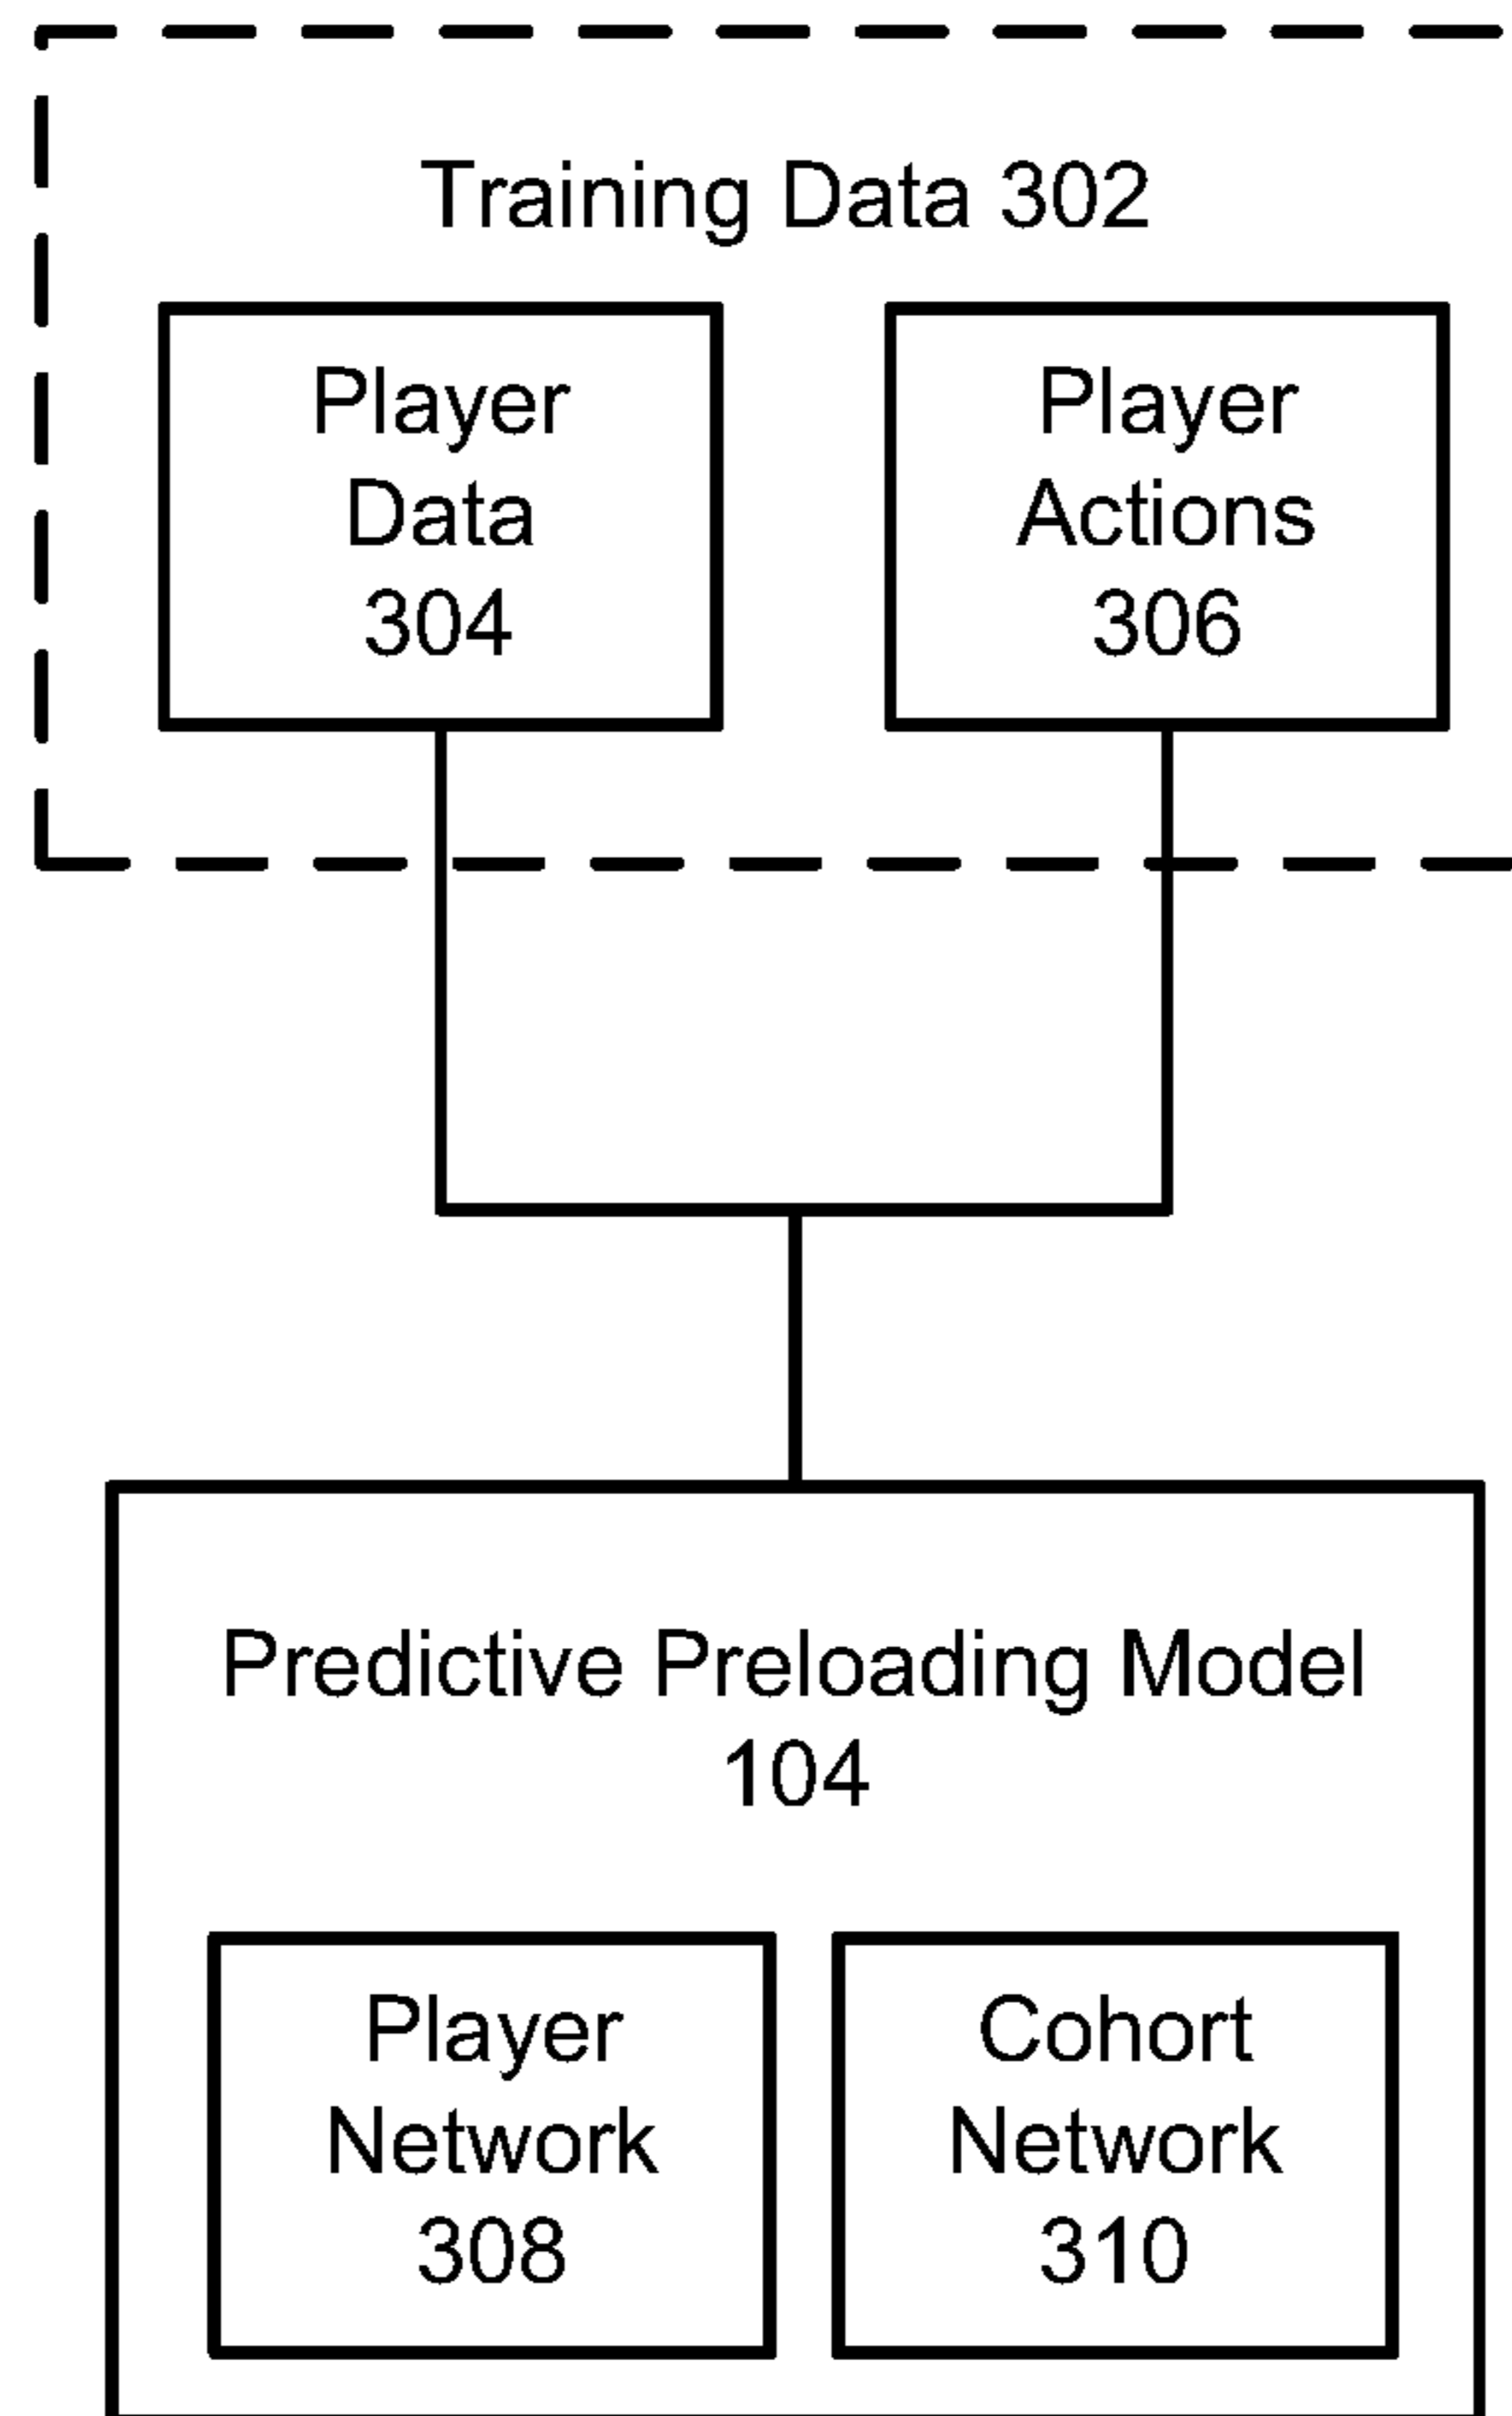 Training Data 302
Player
Data
304
Player
Actions
306
Predictive Preloading Model
104
Player
Network
308
Cohort
Network
310